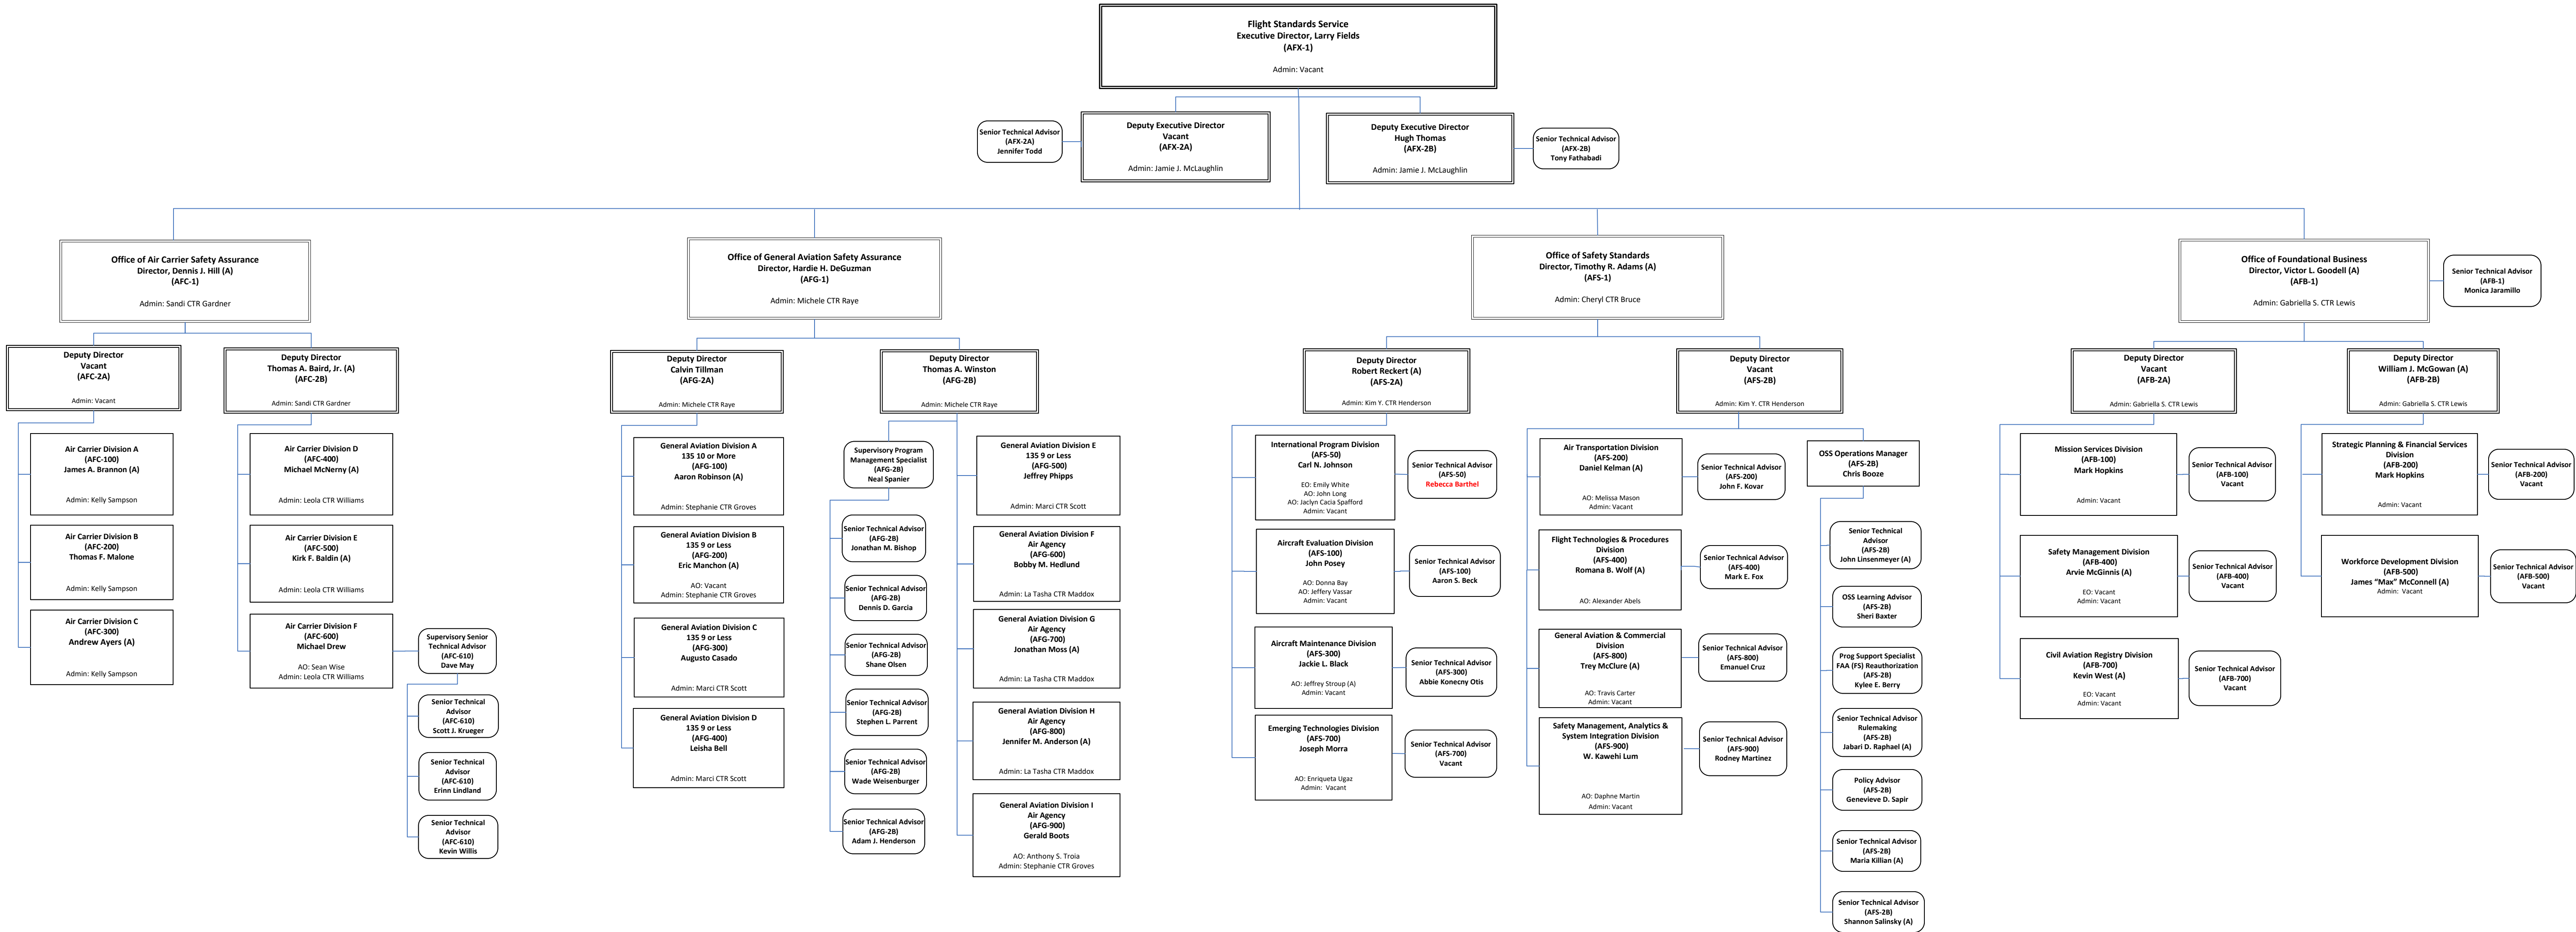 Flight Standards Service
Executive Director, Larry Fields
(AFX-1)
Admin: Vacant
Senior Technical Advisor
(AFX-2A)
Jennifer Todd
Deputy Executive Director
Vacant
(AFX-2A)
Admin: Jamie J. McLaughlin
Deputy Executive Director
Hugh Thomas
(AFX-2B)
Admin: Jamie J. McLaughlin
Senior Technical Advisor
(AFX-2B)
Tony Fathabadi
Office of Air Carrier Safety Assurance
Director, Dennis J. Hill (A)
(AFC-1)
Admin: Sandi CTR Gardner
Deputy Director
Vacant
(AFC-2A)
Admin: Vacant
Air Carrier Division A
(AFC-100)
James A. Brannon (A)
Admin: Kelly Sampson
Air Carrier Division B
(AFC-200)
Thomas F. Malone
Admin: Kelly Sampson
Air Carrier Division C
(AFC-300)
Andrew Ayers (A)
Admin: Kelly Sampson
Deputy Director
Thomas A. Baird, Jr. (A)
(AFC-2B)
Admin: Sandi CTR Gardner
Air Carrier Division D
(AFC-400)
Michael McNerny (A)
Admin: Leola CTR Williams
Air Carrier Division E
(AFC-500)
Kirk F. Baldin (A)
Admin: Leola CTR Williams
Air Carrier Division F
(AFC-600)
Michael Drew
AO: Sean Wise
Admin: Leola CTR Williams
Supervisory Senior
Technical Advisor
(AFC-610)
Dave May
Senior Technical
Advisor
(AFC-610)
Scott J. Krueger
Senior Technical
Advisor
(AFC-610)
Erinn Lindland
Senior Technical
Advisor
(AFC-610)
Kevin Willis
Office of General Aviation Safety Assurance
Director, Hardie H. DeGuzman
(AFG-1)
Admin: Michele CTR Raye
Deputy Director
Calvin Tillman
(AFG-2A)
Admin: Michele CTR Raye
General Aviation Division A
135 10 or More
(AFG-100)
Aaron Robinson (A)
Admin: Stephanie CTR Groves
General Aviation Division B
135 9 or Less
(AFG-200)
Eric Manchon (A)
AO: Vacant
Admin: Stephanie CTR Groves
General Aviation Division C
135 9 or Less
(AFG-300)
Augusto Casado
Admin: Marci CTR Scott
General Aviation Division D
135 9 or Less
(AFG-400)
Leisha Bell
Admin: Marci CTR Scott
Deputy Director
Thomas A. Winston
(AFG-2B)
Admin: Michele CTR Raye
Supervisory Program
Management Specialist
(AFG-2B)
Neal Spanier
Senior Technical Advisor
(AFG-2B)
Jonathan M. Bishop
Senior Technical Advisor
(AFG-2B)
Dennis D. Garcia
Senior Technical Advisor
(AFG-2B)
Shane Olsen
Senior Technical Advisor
(AFG-2B)
Stephen L. Parrent
Senior Technical Advisor
(AFG-2B)
Wade Weisenburger
Senior Technical Advisor
(AFG-2B)
Adam J. Henderson
General Aviation Division E
135 9 or Less
(AFG-500)
Jeffrey Phipps
Admin: Marci CTR Scott
General Aviation Division F
Air Agency
(AFG-600)
Bobby M. Hedlund
Admin: La Tasha CTR Maddox
General Aviation Division G
Air Agency
(AFG-700)
Jonathan Moss (A)
Admin: La Tasha CTR Maddox
General Aviation Division H
Air Agency
(AFG-800)
Jennifer M. Anderson (A)
Admin: La Tasha CTR Maddox
General Aviation Division I
Air Agency
(AFG-900)
Gerald Boots
AO: Anthony S. Troia
Admin: Stephanie CTR Groves
Office of Safety Standards
Director, Timothy R. Adams (A)
(AFS-1)
Admin: Cheryl CTR Bruce
Deputy Director
Robert Reckert (A)
(AFS-2A)
Admin: Kim Y. CTR Henderson
International Program Division
(AFS-50)
Carl N. Johnson
EO: Emily White
AO: John Long
AO: Jaclyn Cacia Spafford
Admin: Vacant
Senior Technical Advisor
(AFS-50)
Rebecca Barthel
Aircraft Evaluation Division
(AFS-100)
John Posey
AO: Donna Bay
AO: Jeffery Vassar
Admin: Vacant
Senior Technical Advisor
(AFS-100)
Aaron S. Beck
Aircraft Maintenance Division
(AFS-300)
Jackie L. Black
AO: Jeffrey Stroup (A)
Admin: Vacant
Senior Technical Advisor
(AFS-300)
Abbie Konecny Otis
Emerging Technologies Division
(AFS-700)
Joseph Morra
AO: Enriqueta Ugaz
Admin: Vacant
Senior Technical Advisor
(AFS-700)
Vacant
Deputy Director
Vacant
(AFS-2B)
Admin: Kim Y. CTR Henderson
Air Transportation Division
(AFS-200)
Daniel Kelman (A)
AO: Melissa Mason
Admin: Vacant
Senior Technical Advisor
(AFS-200)
John F. Kovar
Flight Technologies & Procedures
Division
(AFS-400)
Romana B. Wolf (A)
AO: Alexander Abels
Senior Technical Advisor
(AFS-400)
Mark E. Fox
General Aviation & Commercial
Division
(AFS-800)
Trey McClure (A)
AO: Travis Carter
Admin: Vacant
Senior Technical Advisor
(AFS-800)
Emanuel Cruz
Safety Management, Analytics &
System Integration Division
(AFS-900)
W. Kawehi Lum
AO: Daphne Martin
Admin: Vacant
Senior Technical Advisor
(AFS-900)
Rodney Martinez
OSS Operations Manager
(AFS-2B)
Chris Booze
Senior Technical
Advisor
(AFS-2B)
John Linsenmeyer (A)
OSS Learning Advisor
(AFS-2B)
Sheri Baxter
Prog Support Specialist
FAA (FS) Reauthorization
(AFS-2B)
Kylee E. Berry
Senior Technical Advisor
Rulemaking
(AFS-2B)
Jabari D. Raphael (A)
Policy Advisor
(AFS-2B)
Genevieve D. Sapir
Senior Technical Advisor
(AFS-2B)
Maria Killian (A)
Senior Technical Advisor
(AFS-2B)
Shannon Salinsky (A)
Office of Foundational Business
Director, Victor L. Goodell (A)
(AFB-1)
Admin: Gabriella S. CTR Lewis
Senior Technical Advisor
(AFB-1)
Monica Jaramillo
Deputy Director
Vacant
(AFB-2A)
Admin: Gabriella S. CTR Lewis
Mission Services Division
(AFB-100)
Mark Hopkins
Admin: Vacant
Senior Technical Advisor
(AFB-100)
Vacant
Safety Management Division
(AFB-400)
Arvie McGinnis (A)
EO: Vacant
Admin: Vacant
Senior Technical Advisor
(AFB-400)
Vacant
Civil Aviation Registry Division
(AFB-700)
Kevin West (A)
EO: Vacant
Admin: Vacant
Senior Technical Advisor
(AFB-700)
Vacant
Deputy Director
William J. McGowan (A)
(AFB-2B)
Admin: Gabriella S. CTR Lewis
Strategic Planning & Financial Services
Division
(AFB-200)
Mark Hopkins
Admin: Vacant
Senior Technical Advisor
(AFB-200)
Vacant
Workforce Development Division
(AFB-500)
James “Max” McConnell (A)
Admin: Vacant
Senior Technical Advisor
(AFB-500)
Vacant